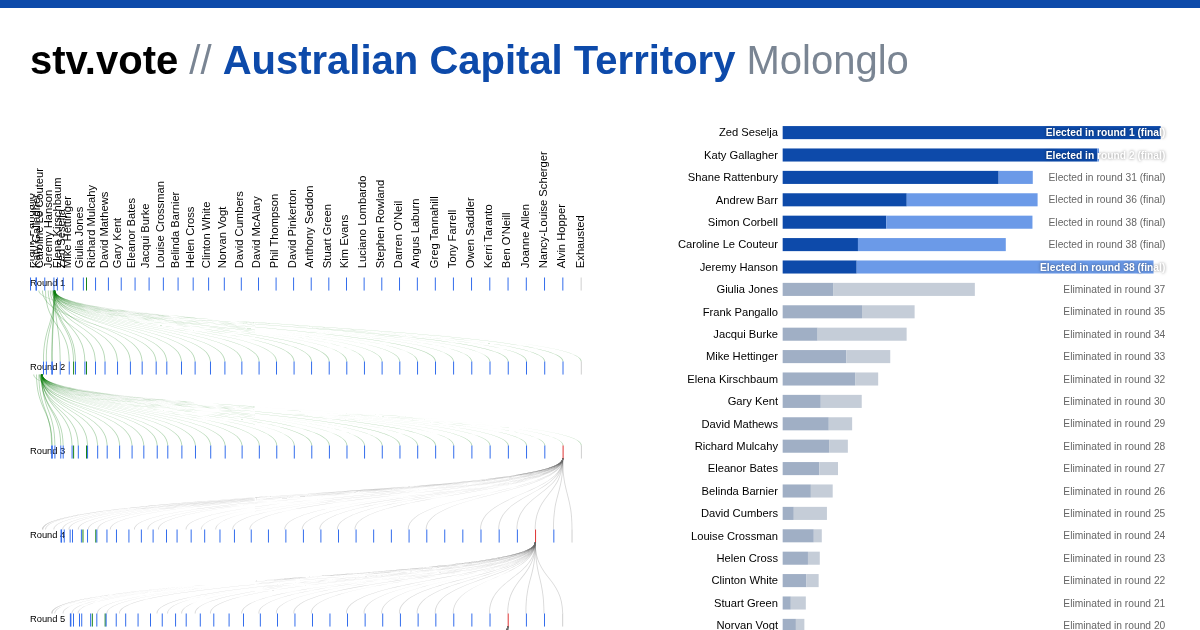 stv.vote // Australian Capital Territory Molonglo
Jeremy Hanson
Elena Kirschbaum
Mike Hettinger
Giulia Jones
Richard Mulcahy
David Mathews
Gary Kent
Eleanor Bates
Jacqui Burke
Louise Crossman
Belinda Barnier
Helen Cross
Clinton White
Norvan Vogt
David Cumbers
David McAlary
Phil Thompson
David Pinkerton
Anthony Seddon
Stuart Green
Kim Evans
Luciano Lombardo
Stephen Rowland
Darren O'Neil
Angus Laburn
Greg Tannahill
Tony Farrell
Owen Saddler
Kerri Taranto
Ben O'Neill
Joanne Allen
Nancy-Louise Scherger
Alvin Hopper
Exhausted
Round 1
Round 2
Round 3
Round 4
Round 5
Zed Seselja Elected in round 1 (final)
Katy Gallagher Elected in round 2 (final)
Shane Rattenbury Elected in round 31 (final)
Andrew Barr Elected in round 36 (final)
Simon Corbell Elected in round 38 (final)
Caroline Le Couteur Elected in round 38 (final)
Jeremy Hanson Elected in round 38 (final)
Giulia Jones Eliminated in round 37
Frank Pangallo Eliminated in round 35
Jacqui Burke Eliminated in round 34
Mike Hettinger Eliminated in round 33
Elena Kirschbaum Eliminated in round 32
Gary Kent Eliminated in round 30
David Mathews Eliminated in round 29
Richard Mulcahy Eliminated in round 28
Eleanor Bates Eliminated in round 27
Belinda Barnier Eliminated in round 26
David Cumbers Eliminated in round 25
Louise Crossman Eliminated in round 24
Helen Cross Eliminated in round 23
Clinton White Eliminated in round 22
Stuart Green Eliminated in round 21
Norvan Vogt Eliminated in round 20